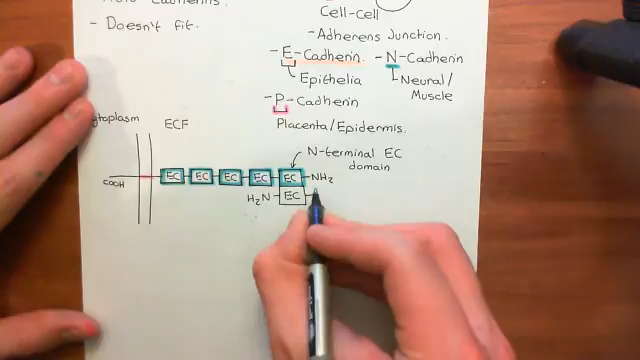 - Doesn't fit.
Cell-Cell
- Adherens Junction.
- E-Cadherin
Epithelia
- N-Cadherin
Neural/
Muscle
- P-Cadherin
Placenta/Epidermis.
ECF
N-terminal EC
domain
COOH EC EC EC EC EC NH₂
H₂N EC